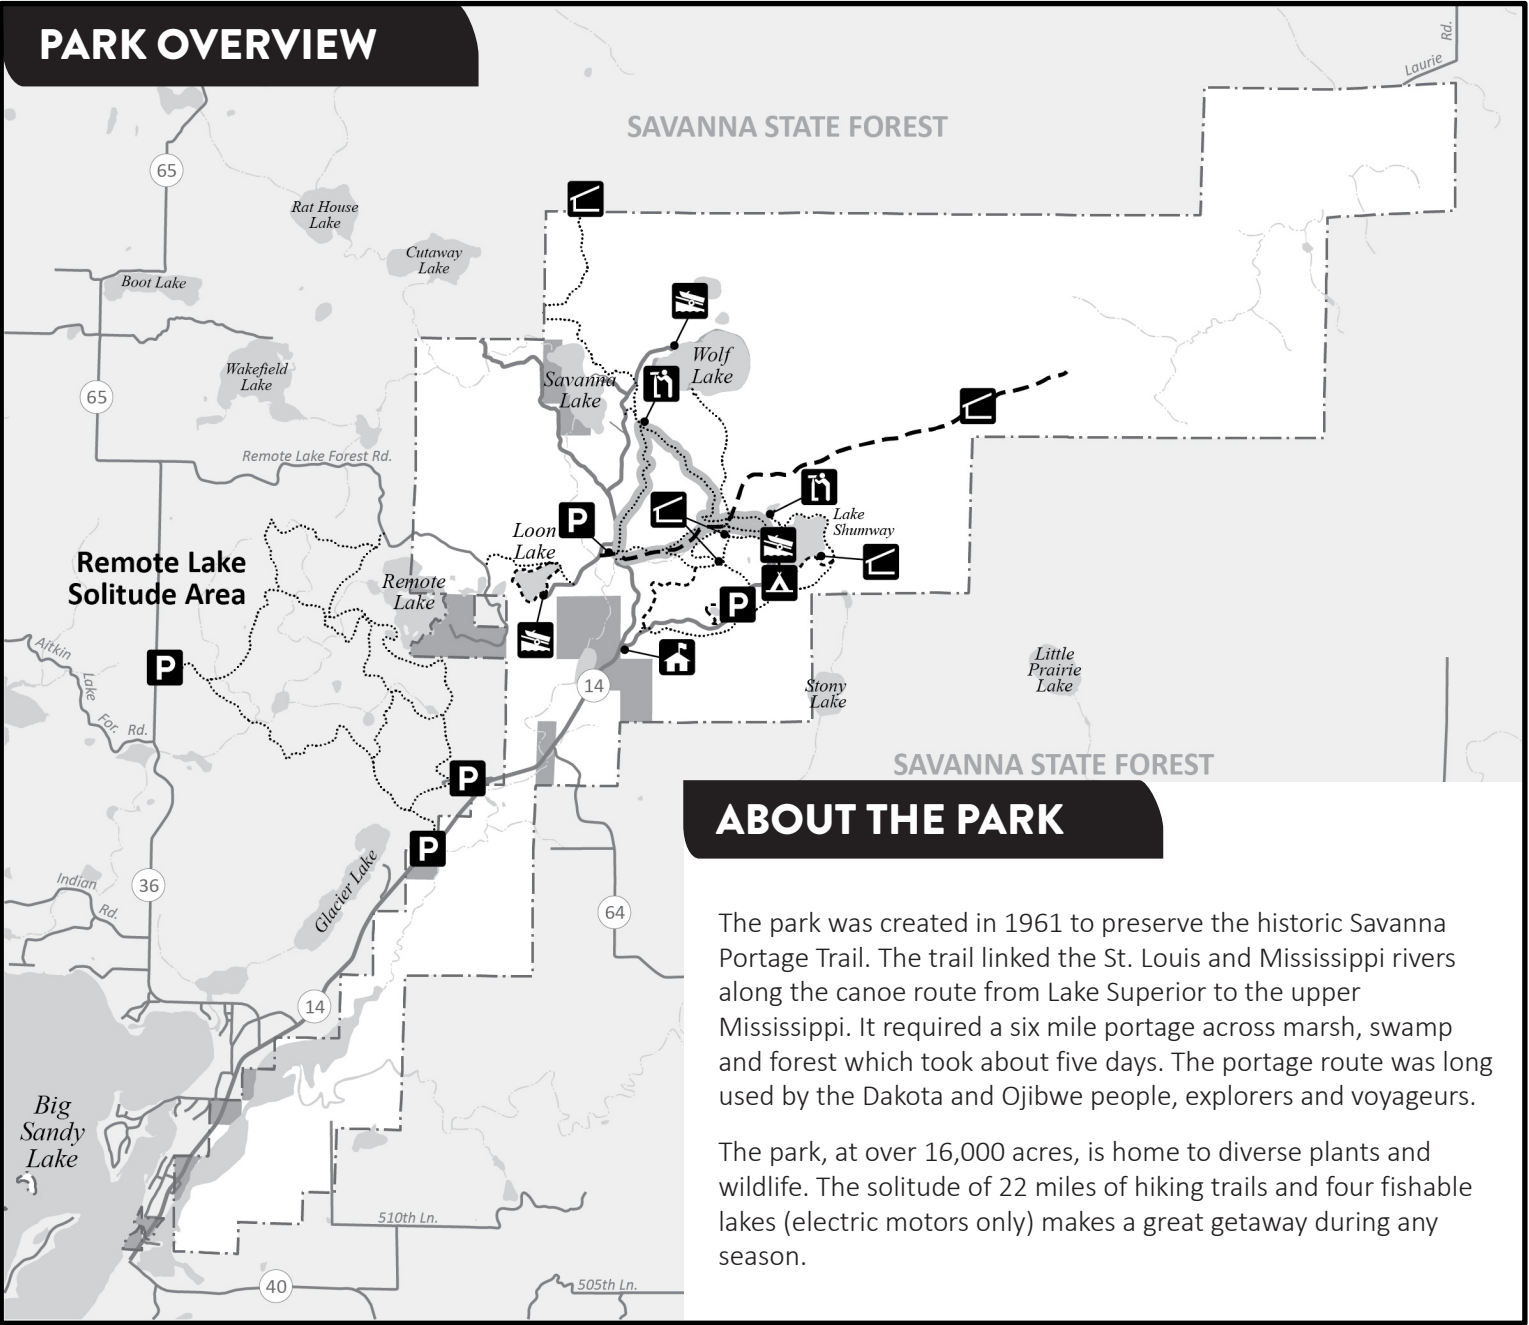 PARK OVERVIEW
Laurie
Rd.
SAVANNA STATE FOREST
65
Rat House
Lake
Cutaway
Lake
Boot Lake
Wolf
Lake
Wakefield
Lake
Savanna
Lake
65
Remote Lake Forest Rd.
P
Lake
Shumway
Loon
Lake
Remote Lake
Solitude Area
Remote
Lake
P
Aitkin
Lake
For.
Rd.
P
14
Stony
Lake
Little
Prairie
Lake
SAVANNA STATE FOREST
P
P
Glacier Lake
Indian
Rd.
36
64
14
Big
Sandy
Lake
510th Ln.
40
505th Ln.
ABOUT THE PARK
The park was created in 1961 to preserve the historic Savanna
Portage Trail. The trail linked the St. Louis and Mississippi rivers
along the canoe route from Lake Superior to the upper
Mississippi. It required a six mile portage across marsh, swamp
and forest which took about five days. The portage route was long
used by the Dakota and Ojibwe people, explorers and voyageurs.
The park, at over 16,000 acres, is home to diverse plants and
wildlife. The solitude of 22 miles of hiking trails and four fishable
lakes (electric motors only) makes a great getaway during any
season.